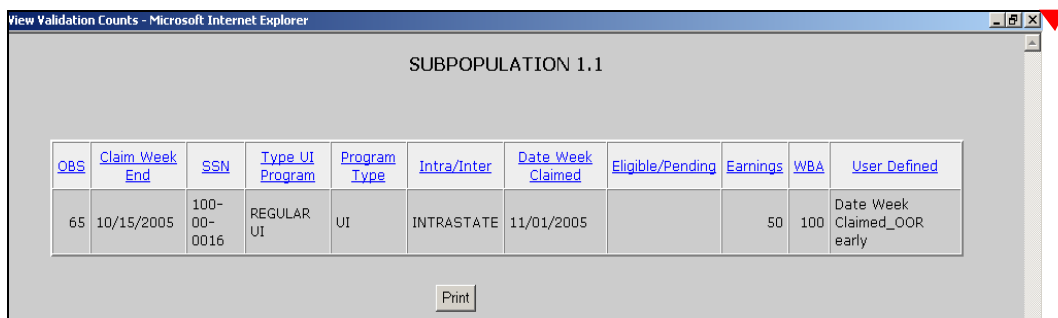 View Validation Counts - Microsoft Internet Explorer
SUBPOPULATION 1.1
OBS Claim Week End SSN Type UI Program Program Type Intra/Inter Date Week Claimed Eligible/Pending Earnings WBA User Defined
65 10/15/2005 100-00-0016 REGULAR UI UI INTRASTATE 11/01/2005 50 100 Date Week Claimed_OOR early
Print